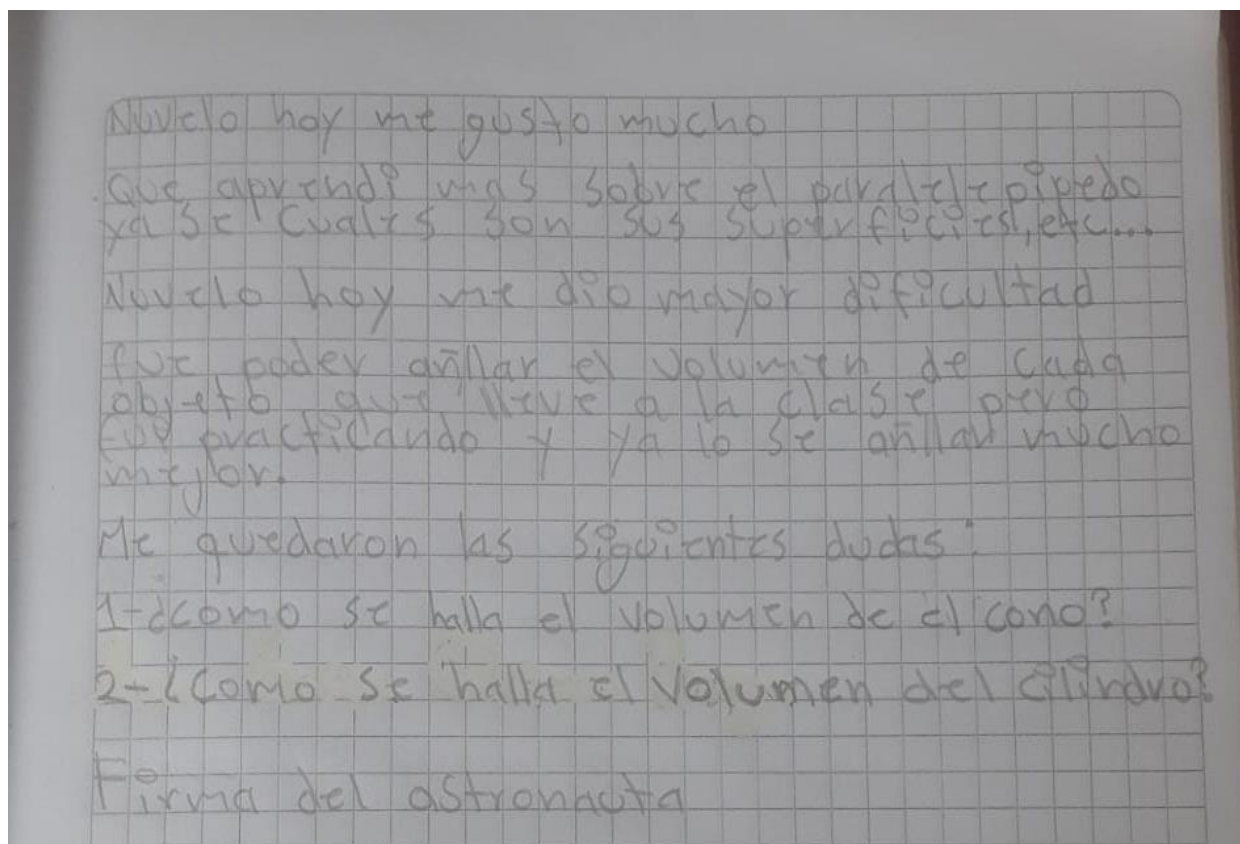 Nuvelo hoy me gusto mucho
Que aprendi mas sobre el paralelepipedo
ya se cuales son sus superficies, etc...
Nuvelo hoy me dio mayor dificultad
fue poder añllar el volumen de cada
objeto que lleve a la clase pero
fui practicando y ya lo se añllar mucho
mejor.
Me quedaron las siguientes dudas:
1-¿como se halla el volumen de el cono?
2-¿Como se halla el volumen del cilindro?
Firma del astronauta